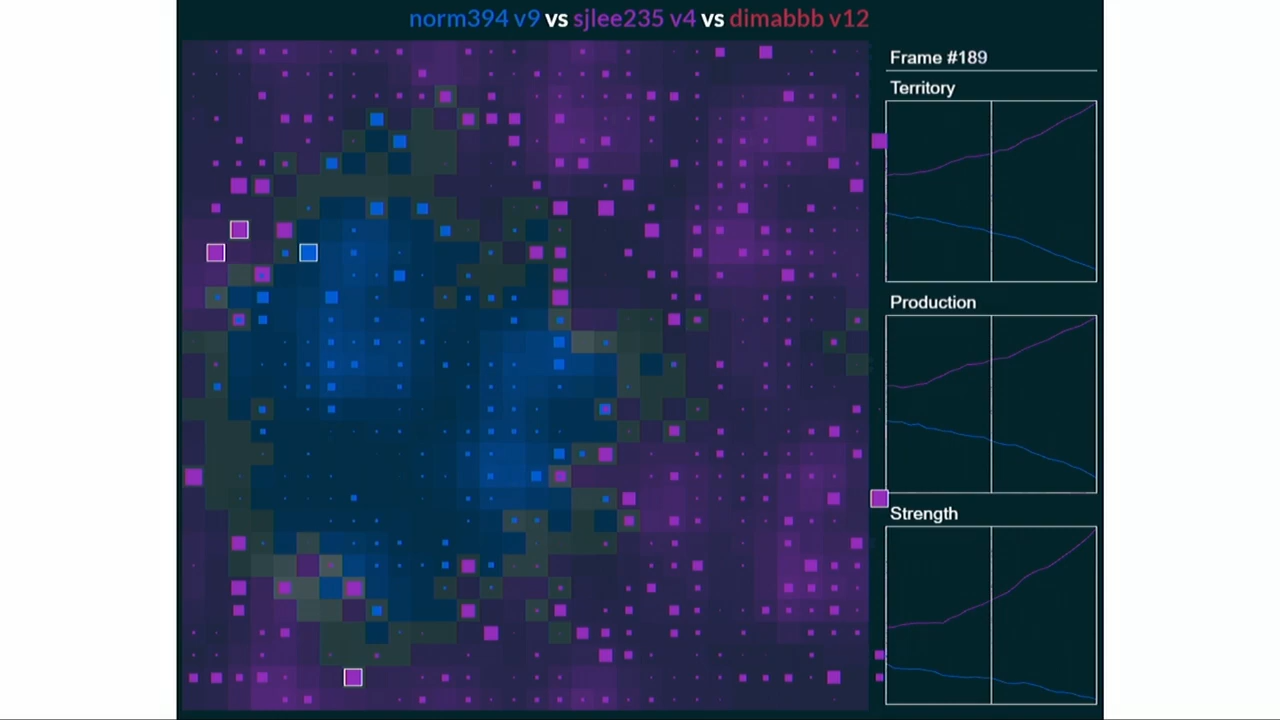 norm394 v9 vs sjlee235 v4 vs dimabbb v12
Frame #189
Territory
Production
Strength